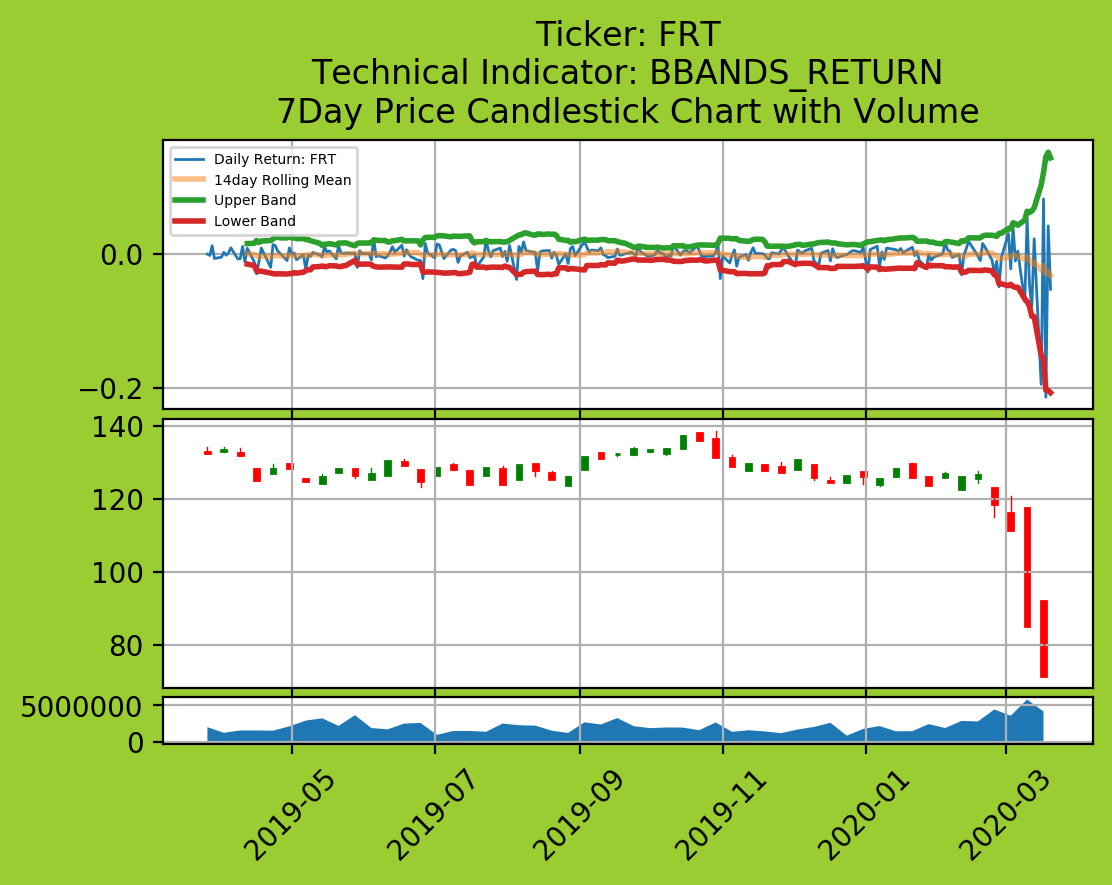 Ticker: FRT
Technical Indicator: BBANDS_RETURN
7Day Price Candlestick Chart with Volume
Daily Return: FRT
14day Rolling Mean
Upper Band
Lower Band
0.0
−0.2
140
120
100
80
5000000
0
2019-05
2019-07
2019-09
2019-11
2020-01
2020-03